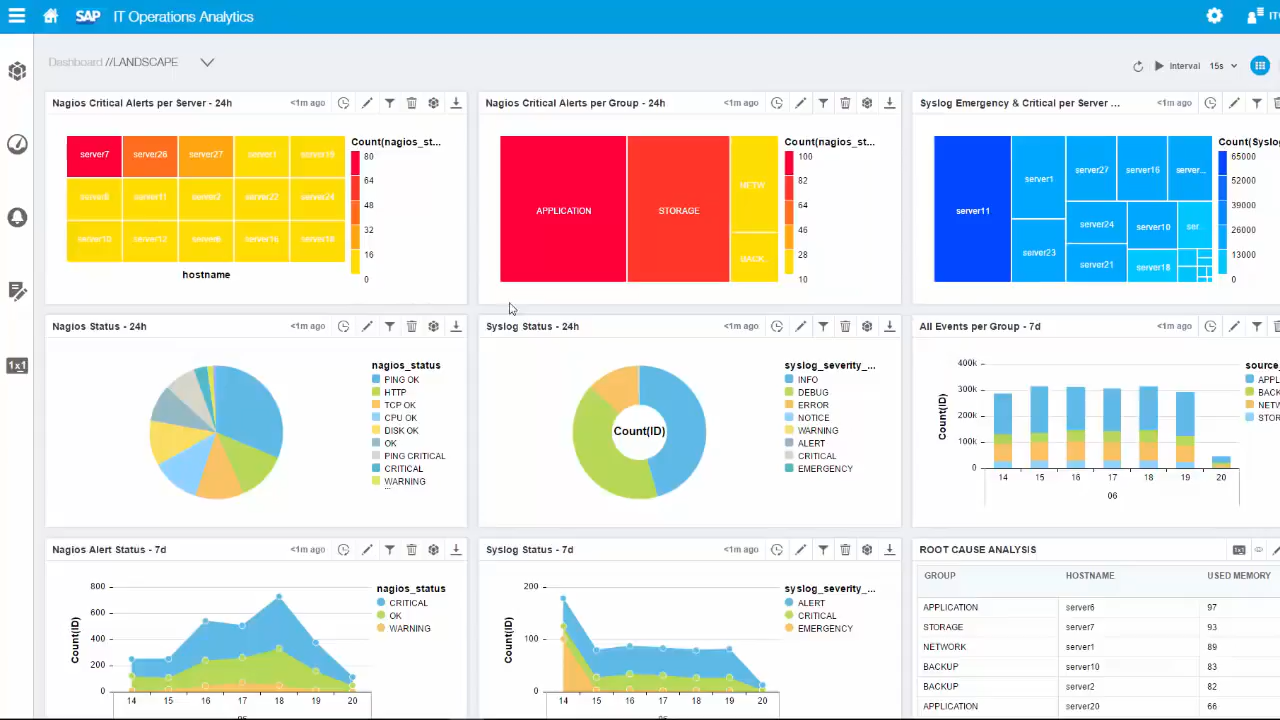 SAP IT Operations Analytics IT
Dashboard //LANDSCAPE
Interval 15s
Nagios Critical Alerts per Server - 24h <1m ago
server7 server26 server27 server1 server19
server11 server2 server22 server24
server10 server12 server16 server18
hostname
Count(nagios_st...
80
64
48
32
16
0
Nagios Critical Alerts per Group - 24h <1m ago
APPLICATION STORAGE NETW
BACK
Count(nagios_st...
100
82
64
46
28
10
Syslog Emergency & Critical per Server ... <1m ago
server11 server1 server27 server16 server...
server24 server10 ser...
server23 server21 server18
Count(Syslo
65000
52000
39000
26000
13000
0
Nagios Status - 24h <1m ago
nagios_status
PING OK
HTTP
TCP OK
CPU OK
DISK OK
OK
PING CRITICAL
CRITICAL
WARNING
...
Syslog Status - 24h <1m ago
Count(ID)
syslog_severity_...
INFO
DEBUG
ERROR
NOTICE
WARNING
ALERT
CRITICAL
EMERGENCY
All Events per Group - 7d <1m ago
Count(ID)
400k
300k
200k
100k
0
14 15 16 17 18 19 20
06
source_
APPL
BACK
NETW
STOR
Nagios Alert Status - 7d <1m ago
Count(ID)
800
600
400
200
0
14 15 16 17 18 19 20
nagios_status
CRITICAL
OK
WARNING
Syslog Status - 7d <1m ago
Count(ID)
200
100
0
14 15 16 17 18 19 20
syslog_severity_...
ALERT
CRITICAL
EMERGENCY
ROOT CAUSE ANALYSIS
GROUP HOSTNAME USED MEMORY
APPLICATION server6 97
STORAGE server7 93
NETWORK server1 89
BACKUP server10 83
BACKUP server2 82
APPLICATION server20 66
1x1